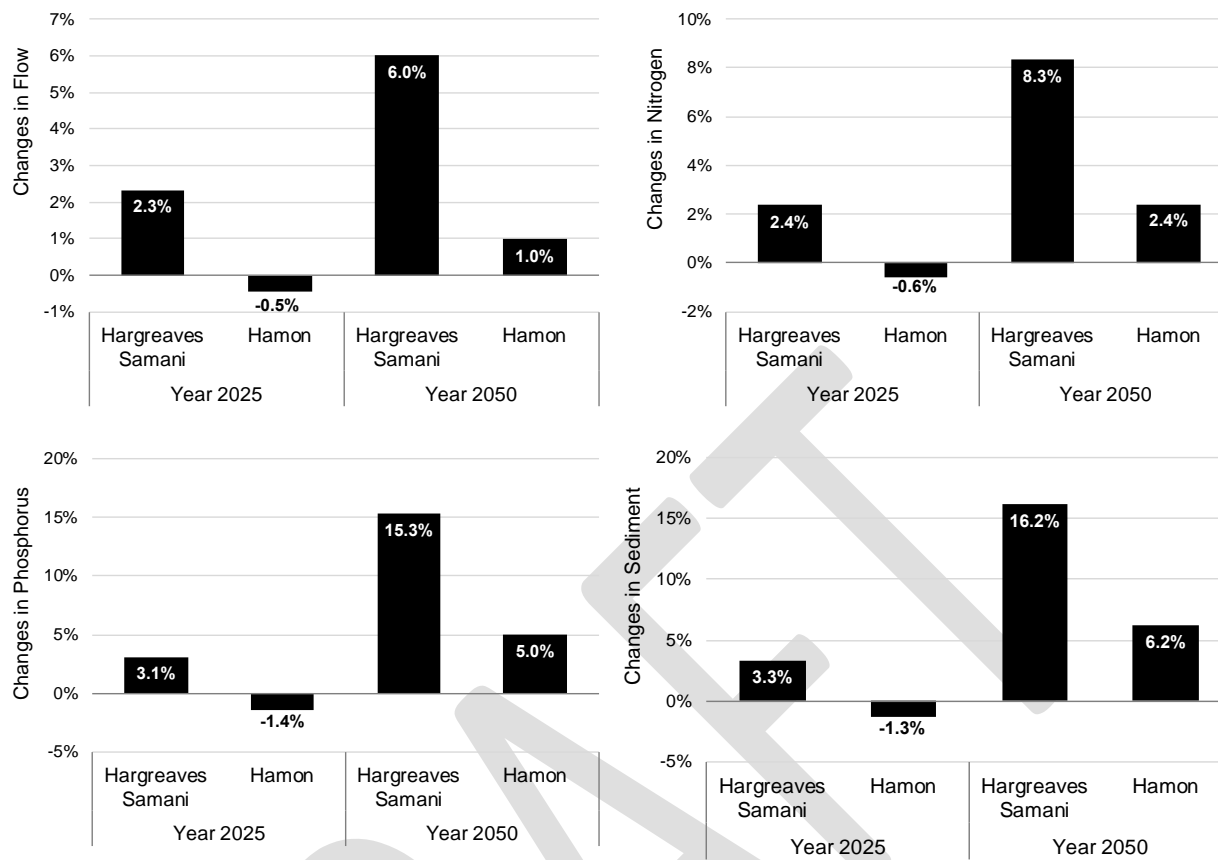 Changes in Flow
7%
6%
5%
4%
3%
2%
1%
0%
-1%
2.3%
-0.5%
6.0%
1.0%
Hargreaves Samani
Hamon
Hargreaves Samani
Hamon
Year 2025
Year 2050
Changes in Nitrogen
10%
8%
6%
4%
2%
0%
-2%
2.4%
-0.6%
8.3%
2.4%
Hargreaves Samani
Hamon
Hargreaves Samani
Hamon
Year 2025
Year 2050
Changes in Phosphorus
20%
15%
10%
5%
0%
-5%
3.1%
-1.4%
15.3%
5.0%
Hargreaves Samani
Hamon
Hargreaves Samani
Hamon
Year 2025
Year 2050
Changes in Sediment
20%
15%
10%
5%
0%
-5%
3.3%
-1.3%
16.2%
6.2%
Hargreaves Samani
Hamon
Hargreaves Samani
Hamon
Year 2025
Year 2050
DRAFT